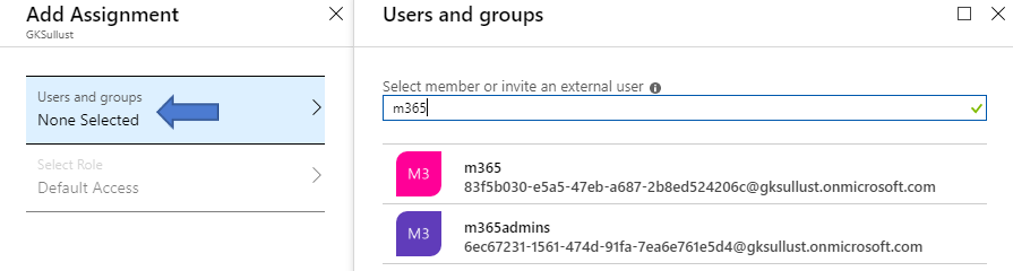 Add Assignment
GKSullust
Users and groups
None Selected
Select Role
Default Access
Users and groups
Select member or invite an external user
m365
M3
m365
83f5b030-e5a5-47eb-a687-2b8ed524206c@gksullust.onmicrosoft.com
M3
m365admins
6ec67231-1561-474d-91fa-7ea6e761e5d4@gksullust.onmicrosoft.com